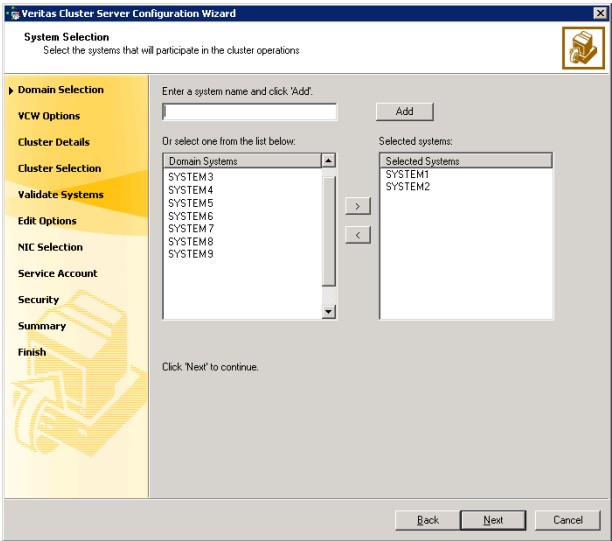 Veritas Cluster Server Configuration Wizard
System Selection
Select the systems that will participate in the cluster operations
Domain Selection
VCW Options
Cluster Details
Cluster Selection
Validate Systems
Edit Options
NIC Selection
Service Account
Security
Summary
Finish
Enter a system name and click 'Add'.
Add
Or select one from the list below:
Domain Systems
SYSTEM3
SYSTEM4
SYSTEM5
SYSTEM6
SYSTEM7
SYSTEM8
SYSTEM9
>
<
Selected systems:
Selected Systems
SYSTEM1
SYSTEM2
Click 'Next' to continue.
Back
Next
Cancel